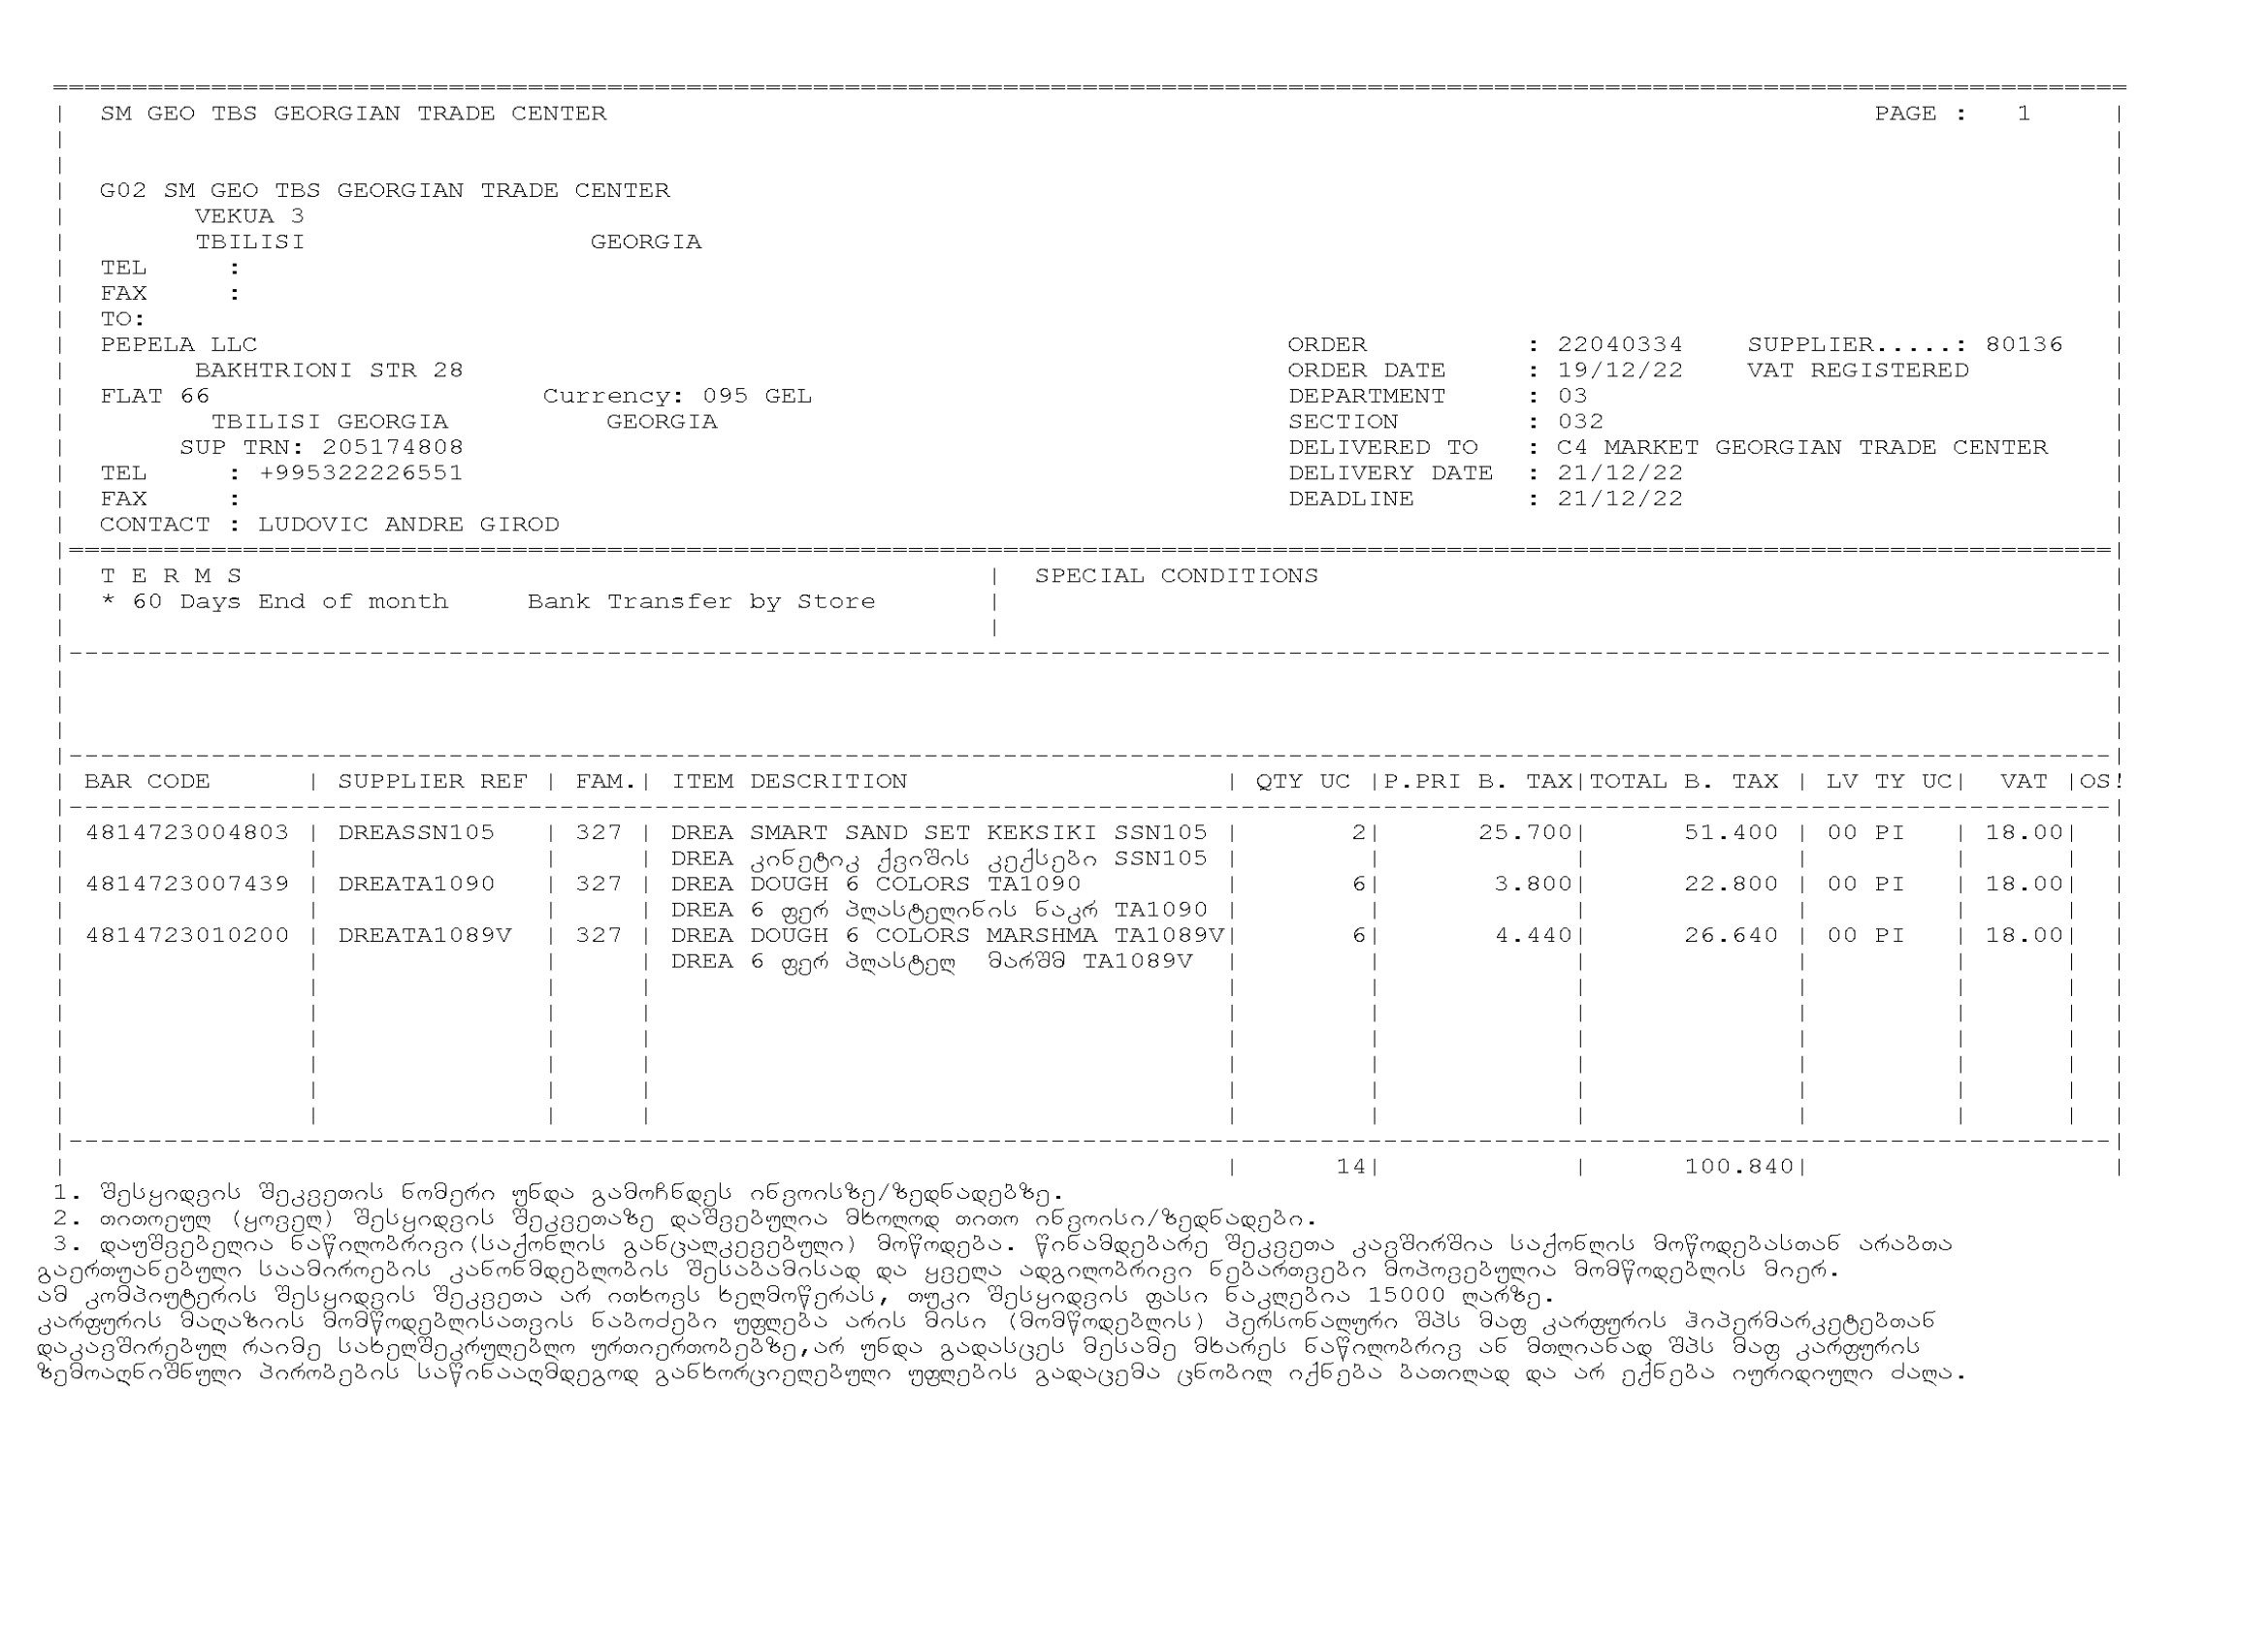 SM GEO TBS GEORGIAN TRADE CENTER PAGE : 1
G02 SM GEO TBS GEORGIAN TRADE CENTER
VEKUA 3
TBILISI GEORGIA
TEL :
FAX :
TO:
PEPELA LLC ORDER : 22040334 SUPPLIER.....: 80136
BAKHTRIONI STR 28 ORDER DATE : 19/12/22 VAT REGISTERED
FLAT 66 Currency: 095 GEL DEPARTMENT : 03
TBILISI GEORGIA GEORGIA SECTION : 032
SUP TRN: 205174808 DELIVERED TO : C4 MARKET GEORGIAN TRADE CENTER
TEL : +995322226551 DELIVERY DATE : 21/12/22
FAX : DEADLINE : 21/12/22
CONTACT : LUDOVIC ANDRE GIROD
T E R M S | SPECIAL CONDITIONS
* 60 Days End of month Bank Transfer by Store
BAR CODE | SUPPLIER REF | FAM.| ITEM DESCRITION | QTY UC |P.PRI B. TAX|TOTAL B. TAX | LV TY UC| VAT |OS!
4814723004803 | DREASSN105 | 327 | DREA SMART SAND SET KEKSIKI SSN105 | 2| 25.700| 51.400 | 00 PI | 18.00|
DREA კინეტიკ ქვიშის კექსები SSN105
4814723007439 | DREATA1090 | 327 | DREA DOUGH 6 COLORS TA1090 | 6| 3.800| 22.800 | 00 PI | 18.00|
DREA 6 ფერ პლასტელინის ნაკრ TA1090
4814723010200 | DREATA1089V | 327 | DREA DOUGH 6 COLORS MARSHMA TA1089V| 6| 4.440| 26.640 | 00 PI | 18.00|
DREA 6 ფერ პლასტელ მარშმ TA1089V
14| | 100.840|
1. შესყიდვის შეკვეთის ნომერი უნდა გამოჩნდეს ინვოისზე/ზედნადებზე.
2. თითოეულ (ყოველ) შესყიდვის შეკვეთაზე დაშვებულია მხოლოდ თითო ინვოისი/ზედნადები.
3. დაუშვებელია ნაწილობრივი(საქონლის განცალკევებული) მოწოდება. წინამდებარე შეკვეთა კავშირშია საქონლის მოწოდებასთან არაბთა
გაერთუანებული საამიროების კანონმდებლობის შესაბამისად და ყველა ადგილობრივი ნებართვები მოპოვებულია მომწოდებლის მიერ.
ამ კომპიუტერის შესყიდვის შეკვეთა არ ითხოვს ხელმოწერას, თუკი შესყიდვის ფასი ნაკლებია 15000 ლარზე.
კარფურის მაღაზიის მომწოდებლისათვის ნაბოძები უფლება არის მისი (მომწოდებლის) პერსონალური შპს მაფ კარფურის ჰიპერმარკეტებთან
დაკავშირებულ რაიმე სახელშეკრულებლო ურთიერთობებზე,არ უნდა გადასცეს მესამე მხარეს ნაწილობრივ ან მთლიანად შპს მაფ კარფურის
ზემოაღნიშნული პირობების საწინააღმდეგოდ განხორციელებული უფლების გადაცემა ცნობილ იქნება ბათილად და არ ექნება იურიდიული ძალა.